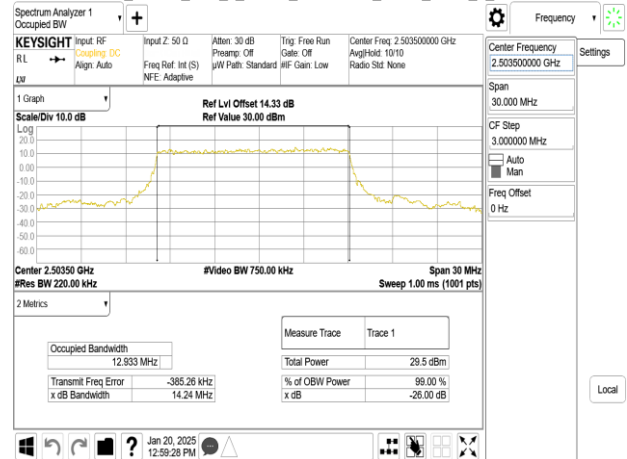 Spectrum Analyzer 1
Occupied BW
Frequency
KEYSIGHT
RL
LXI
Input: RF
Coupling: DC
Align: Auto
Input Z: 50 Ω
Freq Ref: Int (S)
NFE: Adaptive
Atten: 30 dB
Preamp: Off
µW Path: Standard
Trig: Free Run
Gate: Off
#IF Gain: Low
Center Freq: 2.503500000 GHz
Avg|Hold: 10/10
Radio Std: None
Center Frequency
2.503500000 GHz
Settings
Span
30.000 MHz
CF Step
3.000000 MHz
Auto
Man
Freq Offset
0 Hz
Local
1 Graph
Scale/Div 10.0 dB
Ref Lvl Offset 14.33 dB
Ref Value 30.00 dBm
Log
20.0
10.0
0.00
-10.0
-20.0
-30.0
-40.0
-50.0
-60.0
Center 2.50350 GHz
#Video BW 750.00 kHz
Span 30 MHz
#Res BW 220.00 kHz
Sweep 1.00 ms (1001 pts)
2 Metrics
Measure Trace Trace 1
Occupied Bandwidth
12.933 MHz
Total Power 29.5 dBm
Transmit Freq Error -385.26 kHz
% of OBW Power 99.00 %
x dB Bandwidth 14.24 MHz
x dB -26.00 dB
Jan 20, 2025
12:59:28 PM